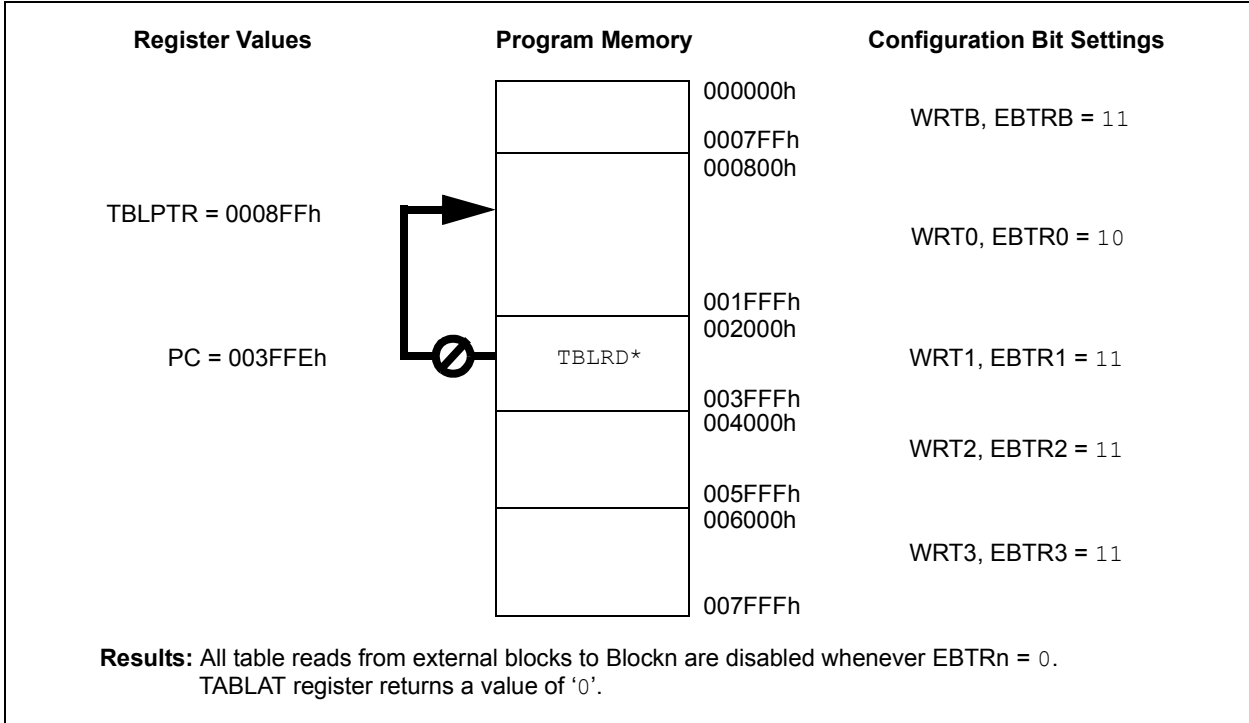 Register Values Program Memory Configuration Bit Settings
000000h
WRTB, EBTRB = 11
0007FFh
000800h
TBLPTR = 0008FFh
WRT0, EBTR0 = 10
001FFFh
002000h
PC = 003FFEh TBLRD* WRT1, EBTR1 = 11
003FFFh
004000h
WRT2, EBTR2 = 11
005FFFh
006000h
WRT3, EBTR3 = 11
007FFFh
Results: All table reads from external blocks to Blockn are disabled whenever EBTRn = 0.
TABLAT register returns a value of ‘0’.